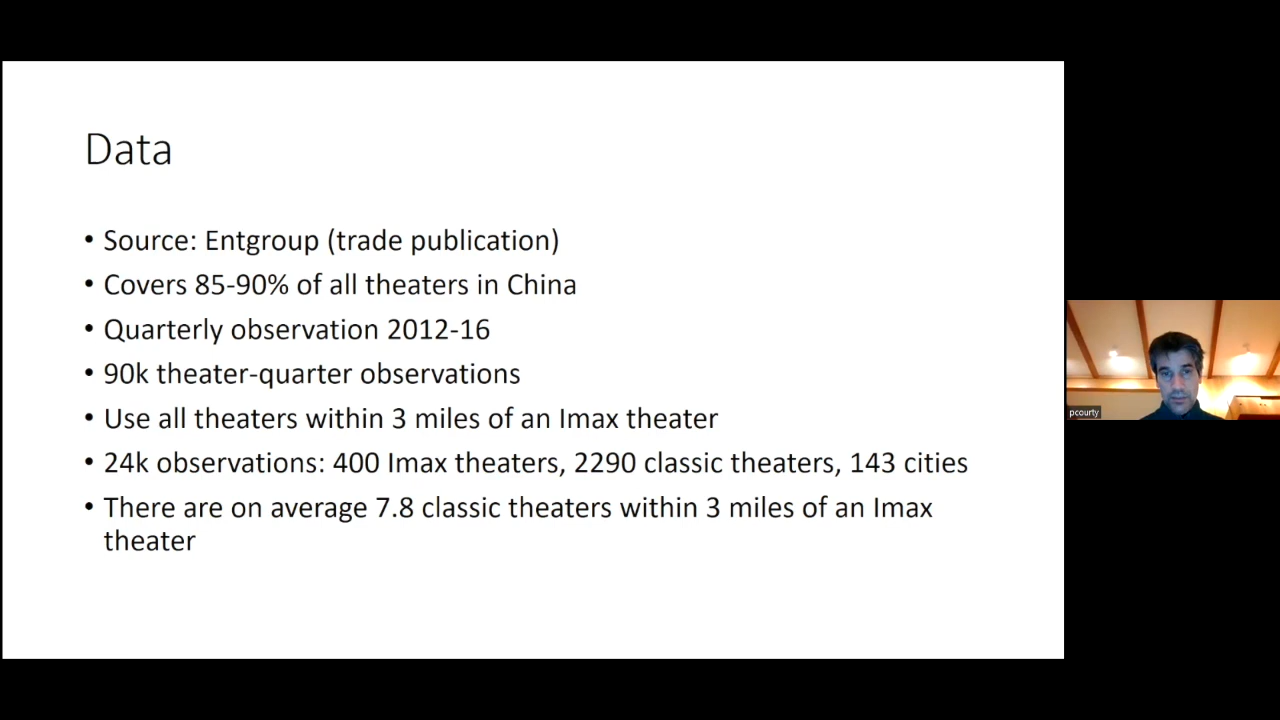 Data
• Source: Entgroup (trade publication)
• Covers 85-90% of all theaters in China
• Quarterly observation 2012-16
• 90k theater-quarter observations
• Use all theaters within 3 miles of an Imax theater
• 24k observations: 400 Imax theaters, 2290 classic theaters, 143 cities
• There are on average 7.8 classic theaters within 3 miles of an Imax
theater
pcourty